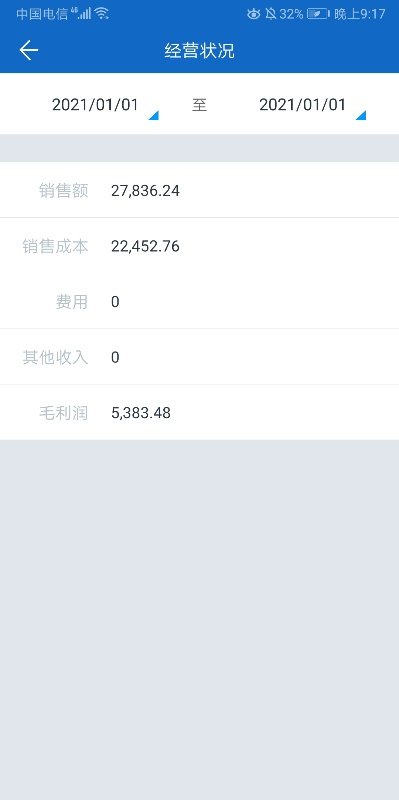 中国电信 4G 32% 晚上9:17
经营状况
2021/01/01 至 2021/01/01
销售额 27,836.24
销售成本 22,452.76
费用 0
其他收入 0
毛利润 5,383.48